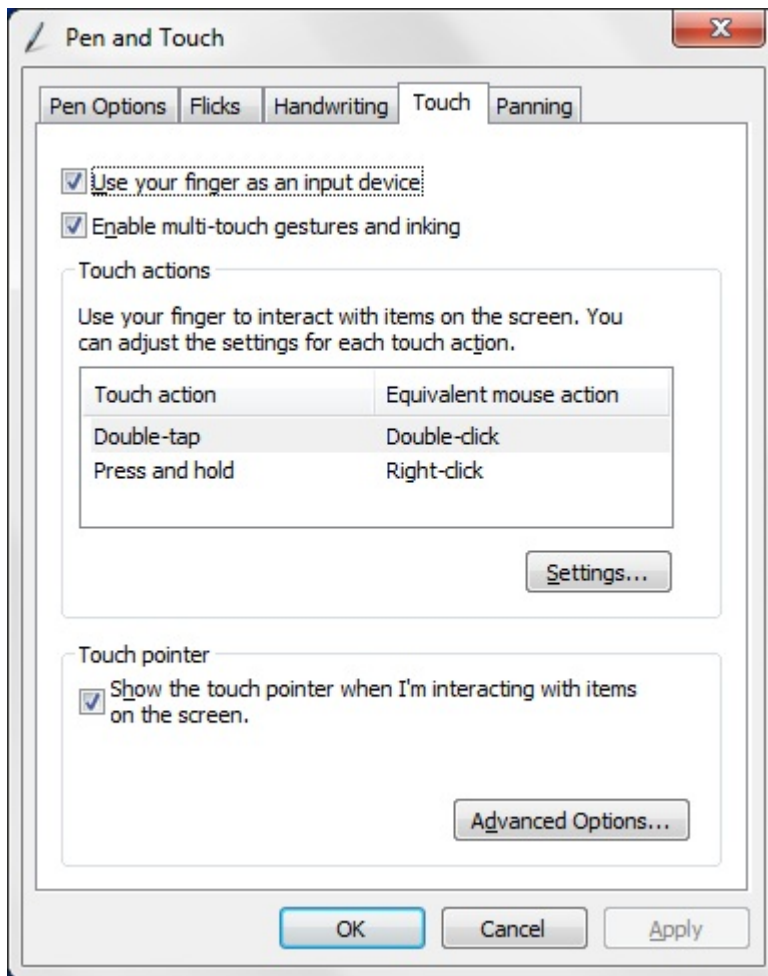 Pen and Touch
Pen Options Flicks Handwriting Touch Panning
Use your finger as an input device
Enable multi-touch gestures and inking
Touch actions
Use your finger to interact with items on the screen. You
can adjust the settings for each touch action.
Touch action Equivalent mouse action
Double-tap Double-click
Press and hold Right-click
Settings...
Touch pointer
Show the touch pointer when I'm interacting with items
on the screen.
Advanced Options...
OK Cancel Apply